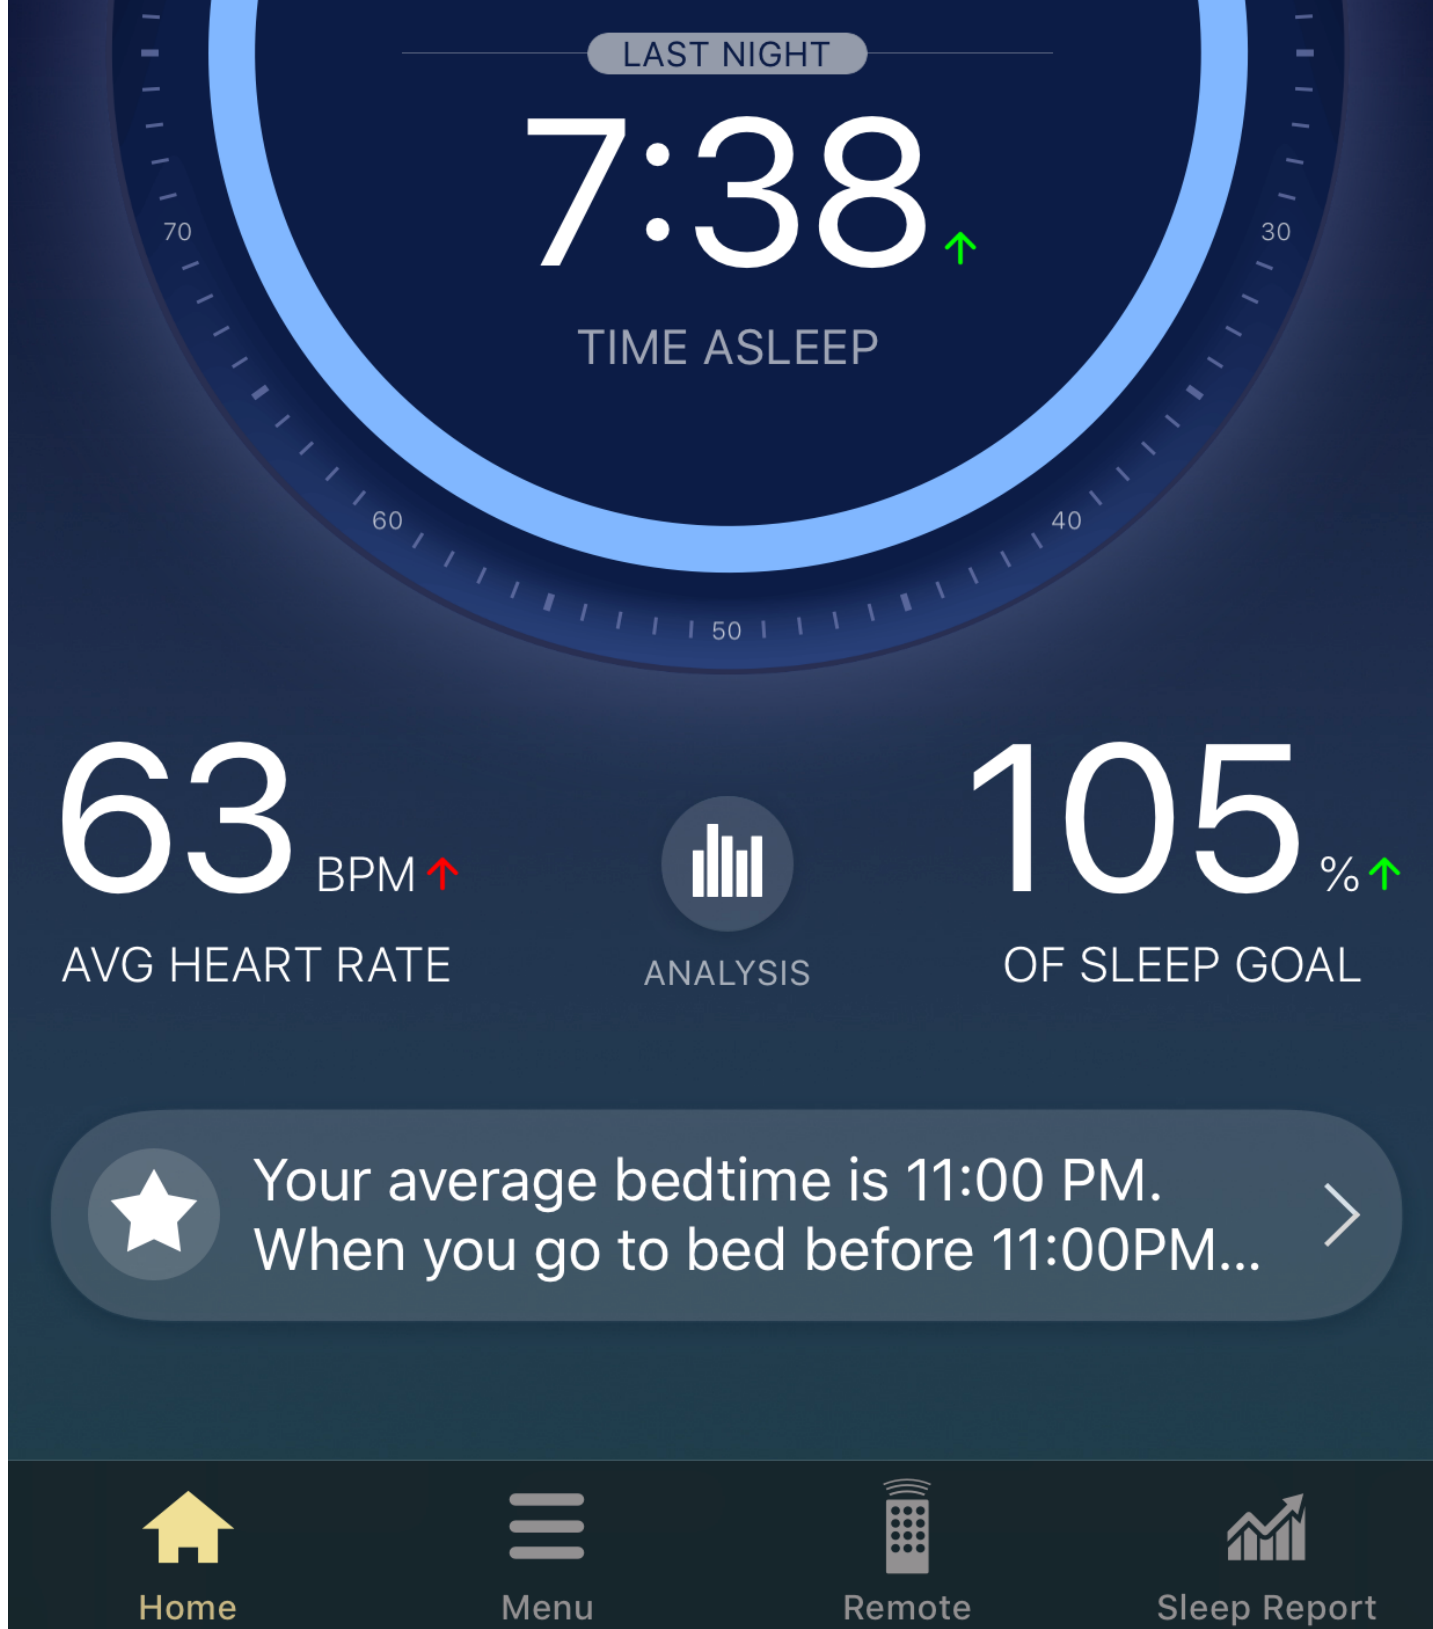 LAST NIGHT
7:38
TIME ASLEEP
70
30
60
40
50
63 BPM
AVG HEART RATE
ANALYSIS
105 %
OF SLEEP GOAL
Your average bedtime is 11:00 PM.
When you go to bed before 11:00PM...
Home
Menu
Remote
Sleep Report